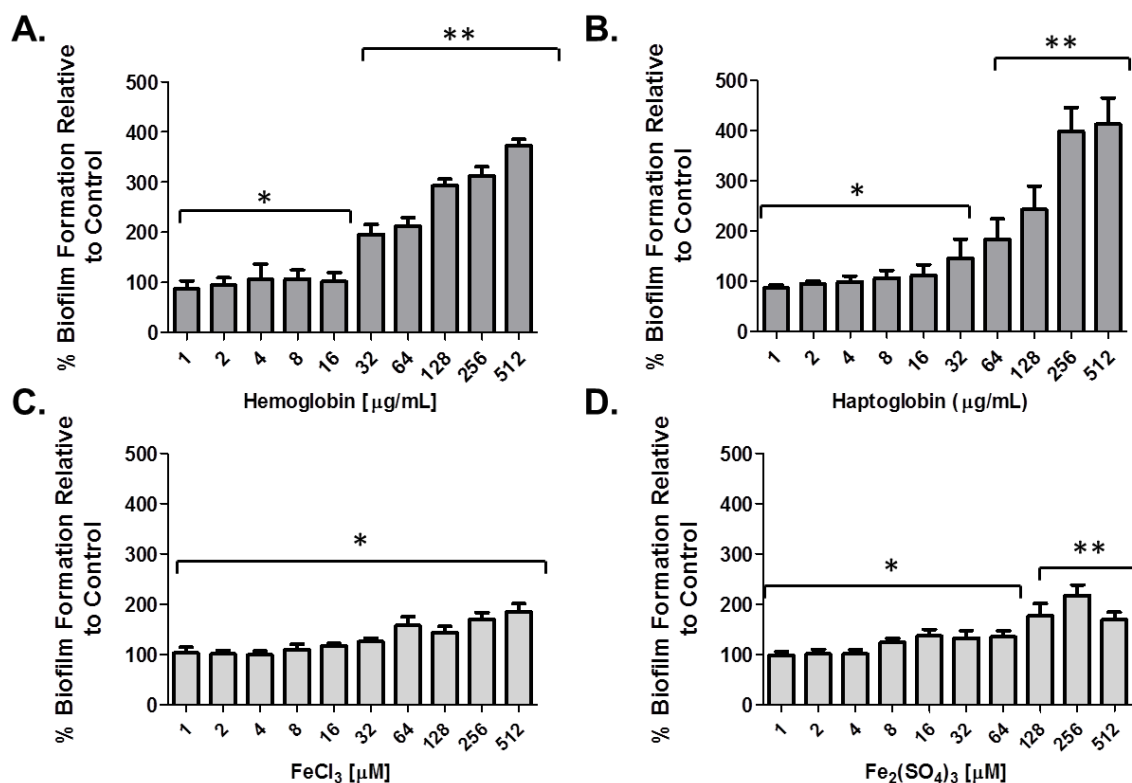 A.
% Biofilm Formation Relative
to Control
500
400
300
200
100
0
*
**
1 2 4 8 16 32 64 128 256 512
Hemoglobin [ μg/mL]
B.
% Biofilm Formation Relative
to Control
500
400
300
200
100
0
*
**
1 2 4 8 16 32 64 128 256 512
Haptoglobin (μg/mL)
C.
% Biofilm Formation Relative
to Control
500
400
300
200
100
0
*
1 2 4 8 16 32 64 128 256 512
FeCl₃ [μM]
D.
% Biofilm Formation Relative
to Control
500
400
300
200
100
0
*
**
1 2 4 8 16 32 64 128 256 512
Fe₂(SO₄)₃ [μM]